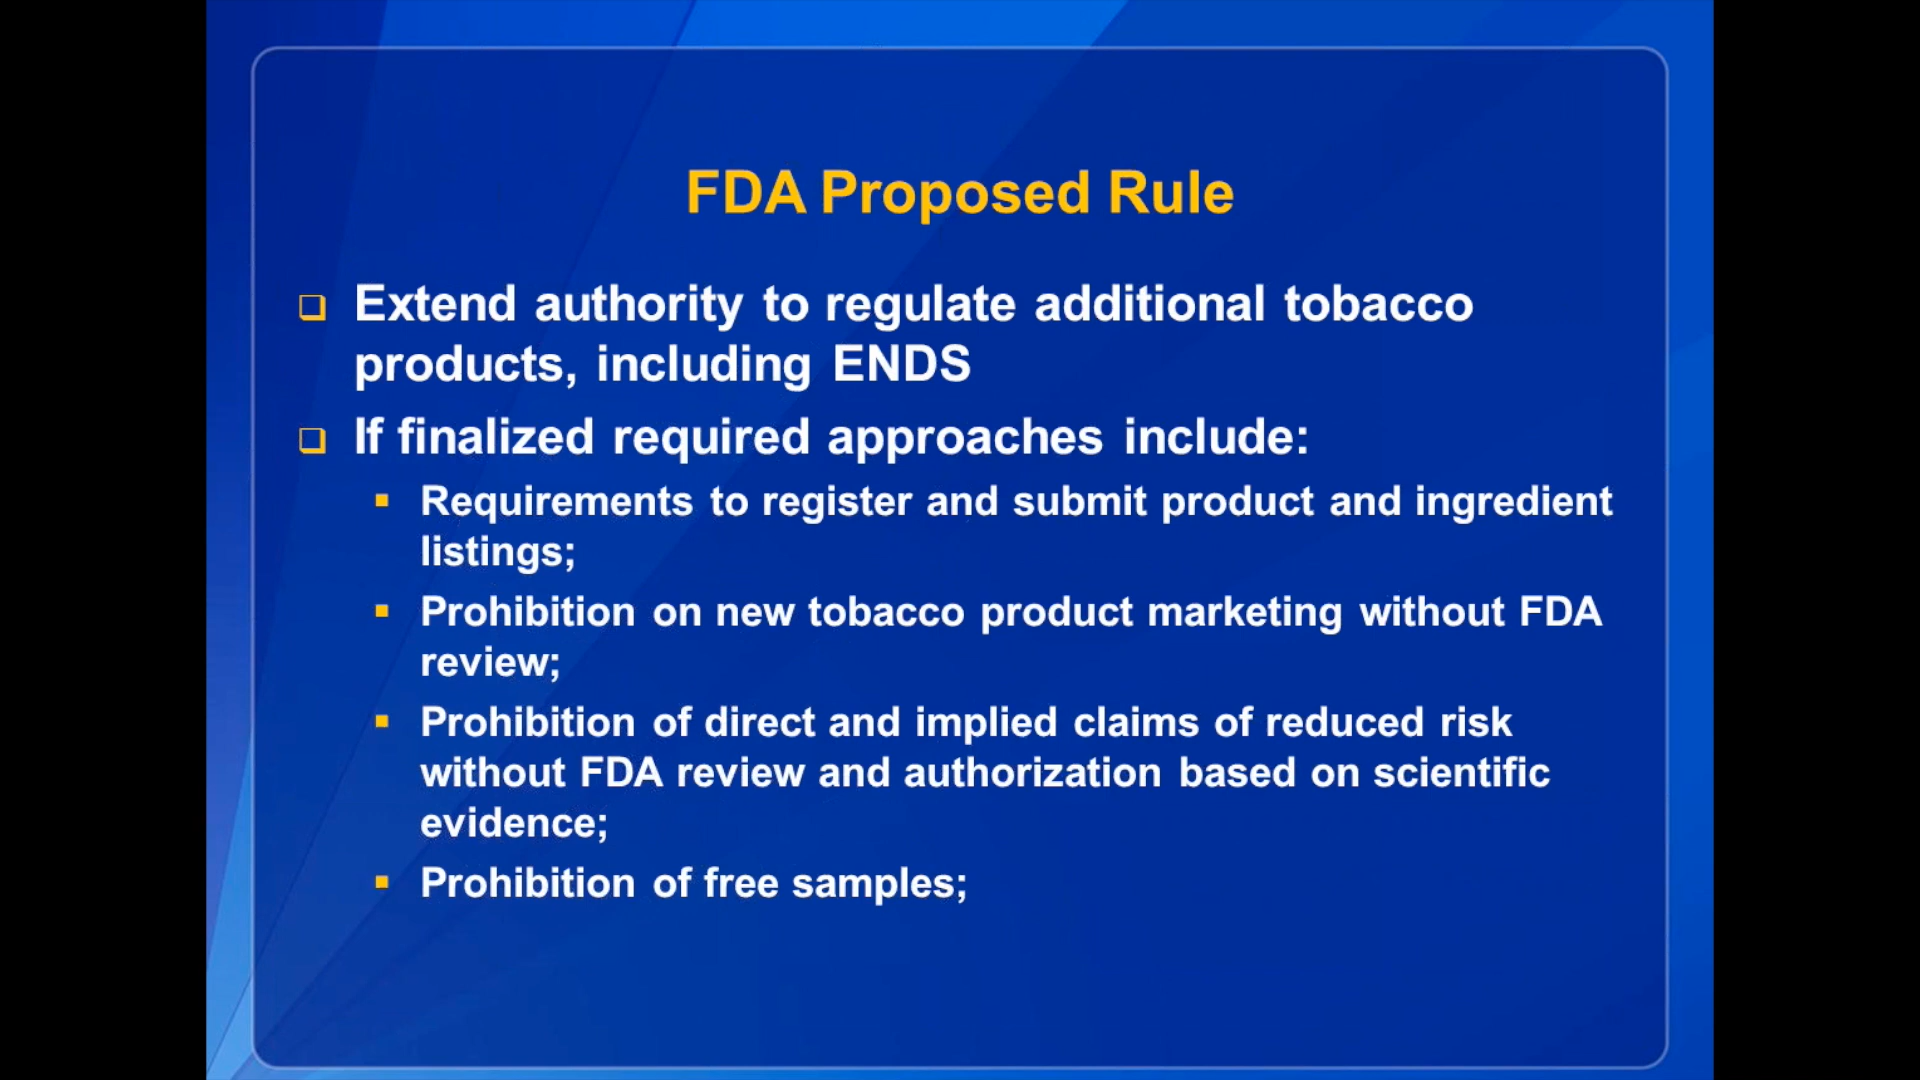 FDA Proposed Rule
Extend authority to regulate additional tobacco
products, including ENDS
If finalized required approaches include:
Requirements to register and submit product and ingredient
listings;
Prohibition on new tobacco product marketing without FDA
review;
Prohibition of direct and implied claims of reduced risk
without FDA review and authorization based on scientific
evidence;
Prohibition of free samples;